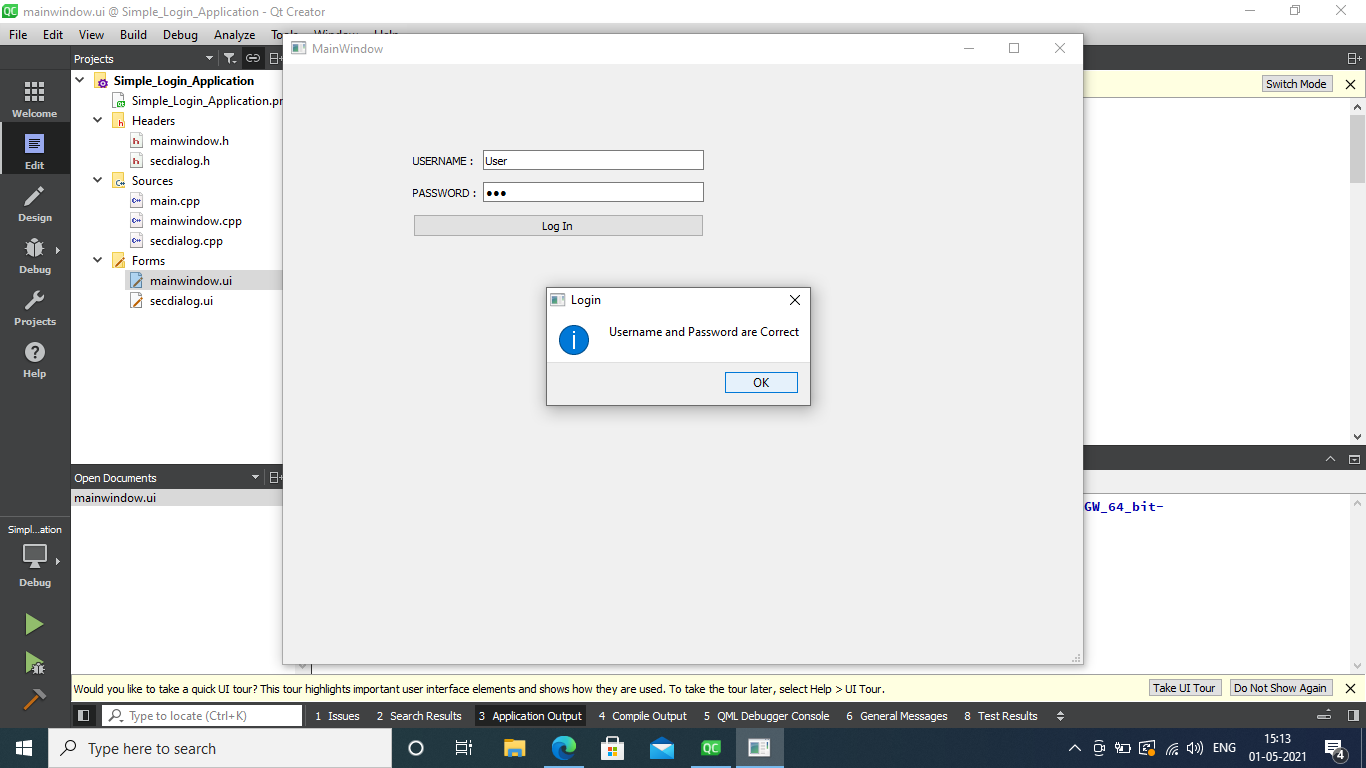 mainwindow.ui @ Simple_Login_Application - Qt Creator
File Edit View Build Debug Analyze
MainWindow
Projects
Simple_Login_Application
Simple_Login_Application.pr
Headers
mainwindow.h
secdialog.h
Sources
main.cpp
mainwindow.cpp
secdialog.cpp
Forms
mainwindow.ui
secdialog.ui
Welcome
Edit
Design
Debug
Projects
Help
Switch Mode
USERNAME : User
PASSWORD : ●●●
Log In
Login
Username and Password are Correct
OK
Open Documents
mainwindow.ui
GW_64_bit-
Simpl...ation
Debug
Would you like to take a quick UI tour? This tour highlights important user interface elements and shows how they are used. To take the tour later, select Help > UI Tour.
Take UI Tour Do Not Show Again
Type to locate (Ctrl+K) 1 Issues 2 Search Results 3 Application Output 4 Compile Output 5 QML Debugger Console 6 General Messages 8 Test Results
Type here to search
ENG
15:13
01-05-2021
4